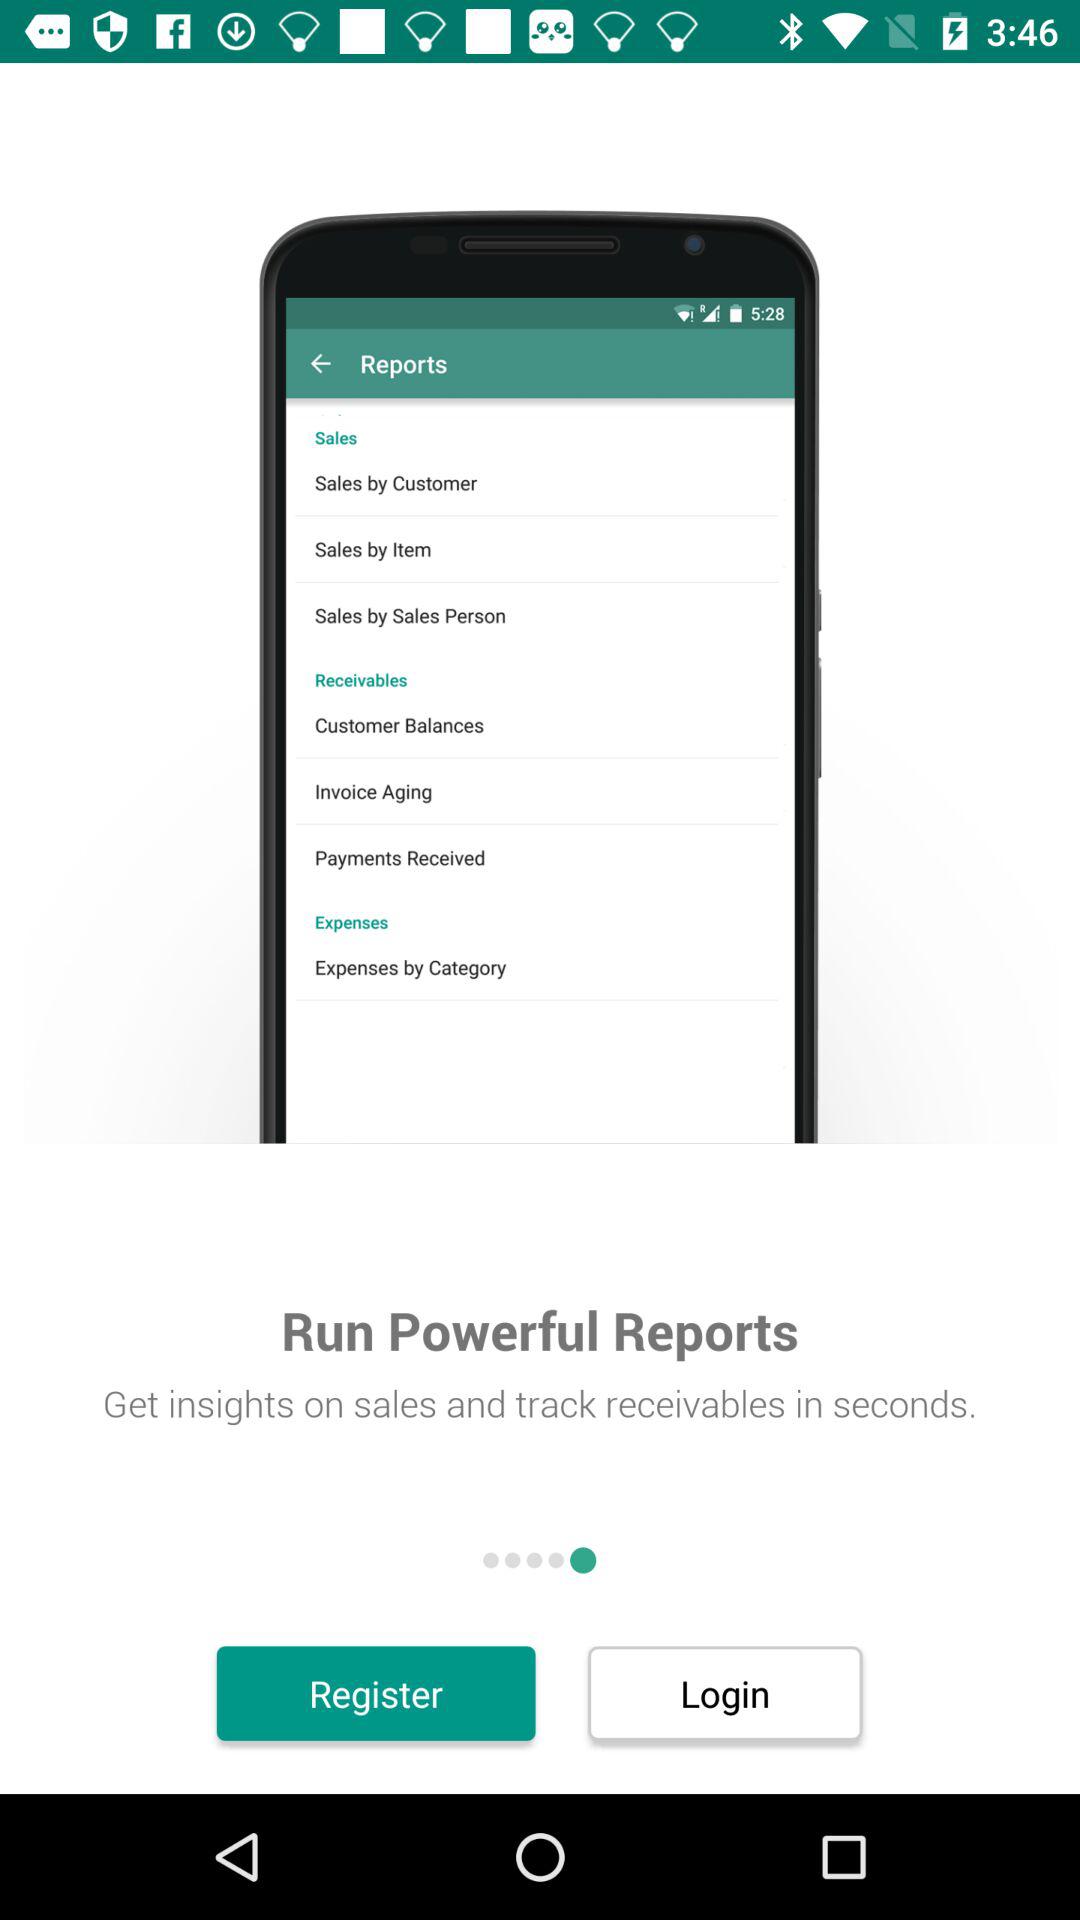 3:46
5:28
Reports
Sales
Sales by Customer
Sales by Item
Sales by Sales Person
Receivables
Customer Balances
Invoice Aging
Payments Received
Expenses
Expenses by Category
Run Powerful Reports
Get insights on sales and track receivables in seconds.
Register
Login